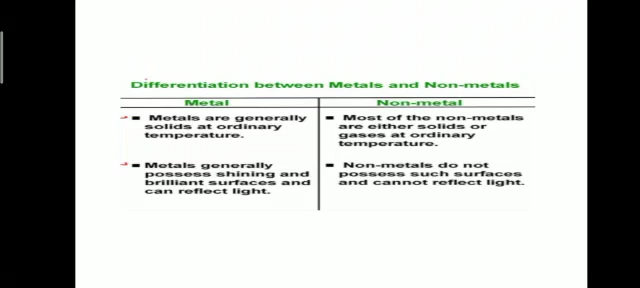 Differentiation between Metals and Non-metals
Metal
Non-metal
■ Metals are generally
solids at ordinary
temperature.
■ Most of the non-metals
are either solids or
gases at ordinary
temperature.
■ Metals generally
possess shining and
brilliant surfaces and
can reflect light.
■ Non-metals do not
possess such surfaces
and cannot reflect light.